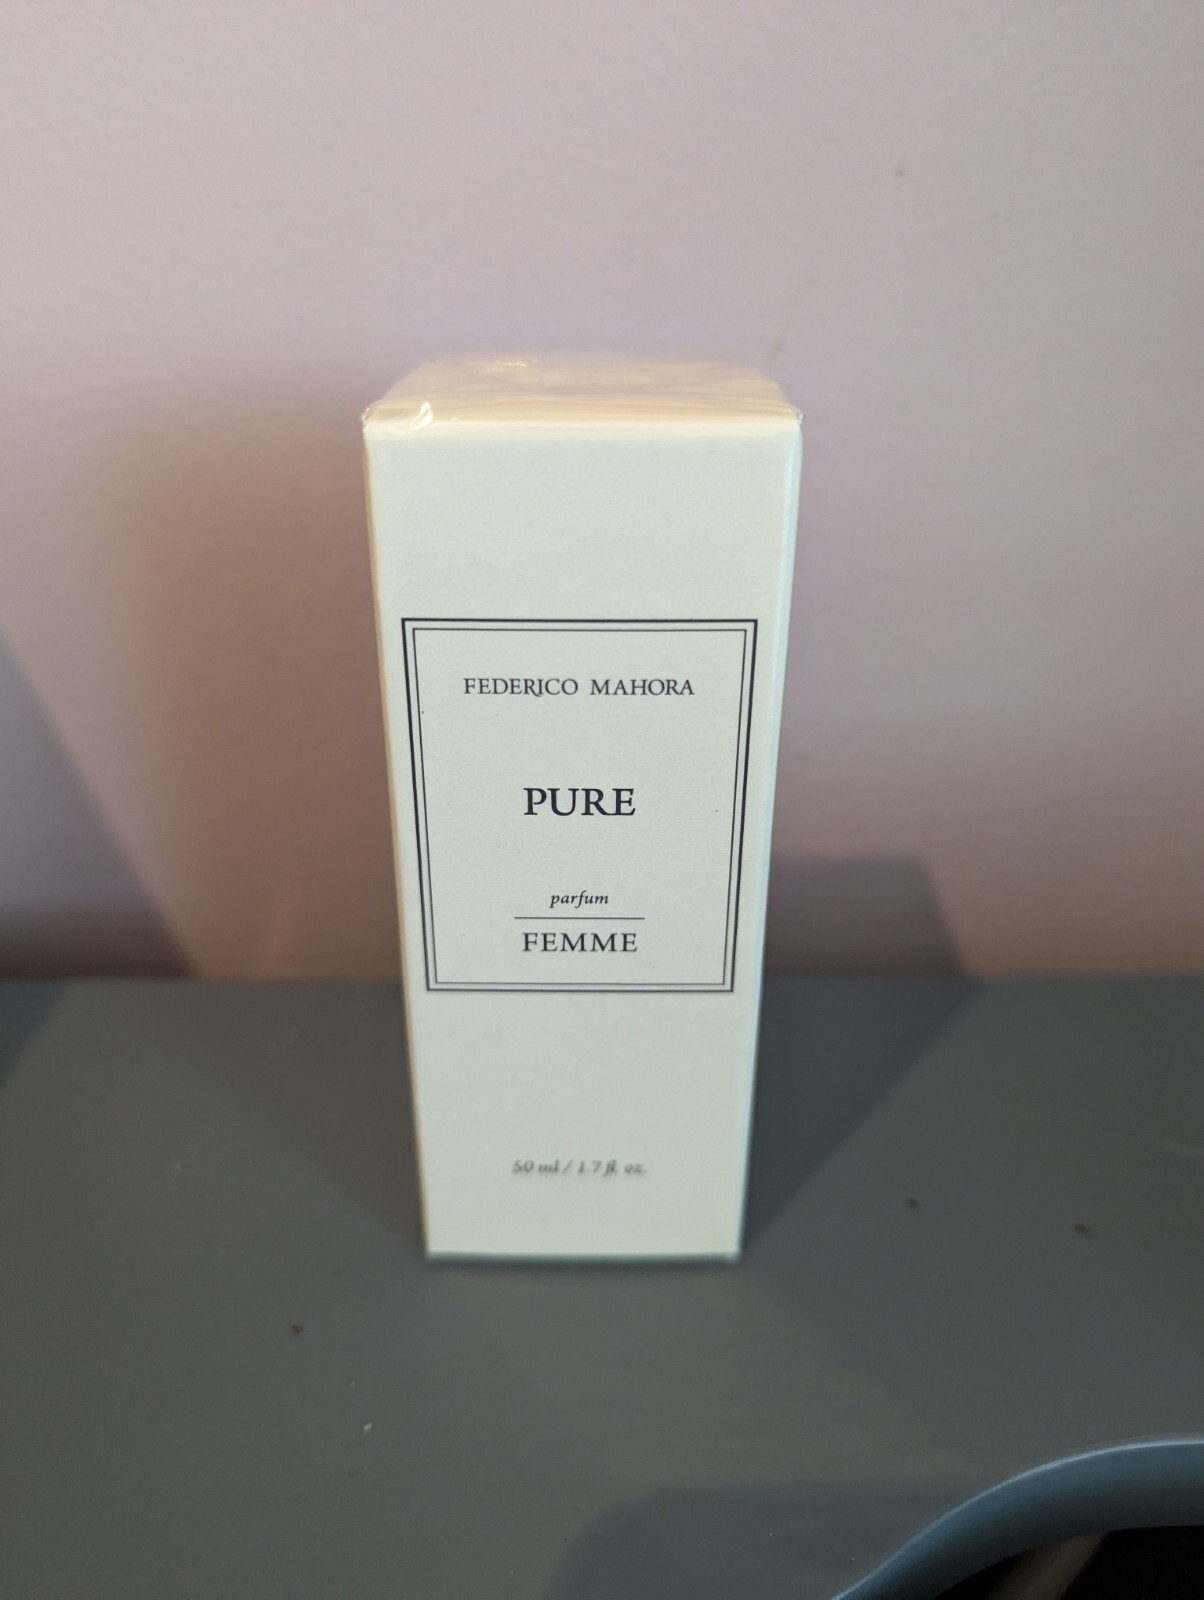 FEDERICO MAHORA
PURE
parfum
FEMME
50 ml / 1.7 fl. oz.